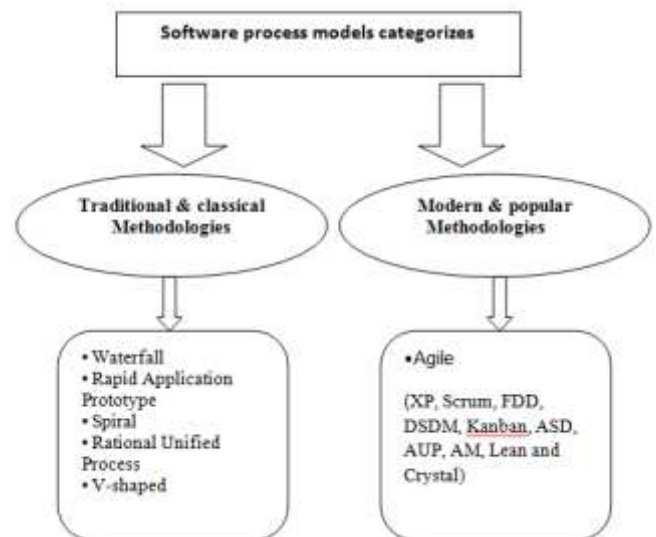 Software process models categorizes
Traditional & classical
Methodologies
Modern & popular
Methodologies
• Waterfall
• Rapid Application
Prototype
• Spiral
• Rational Unified
Process
• V-shaped
•Agile
(XP, Scrum, FDD,
DSDM, Kanban, ASD,
AUP, AM, Lean and
Crystal)